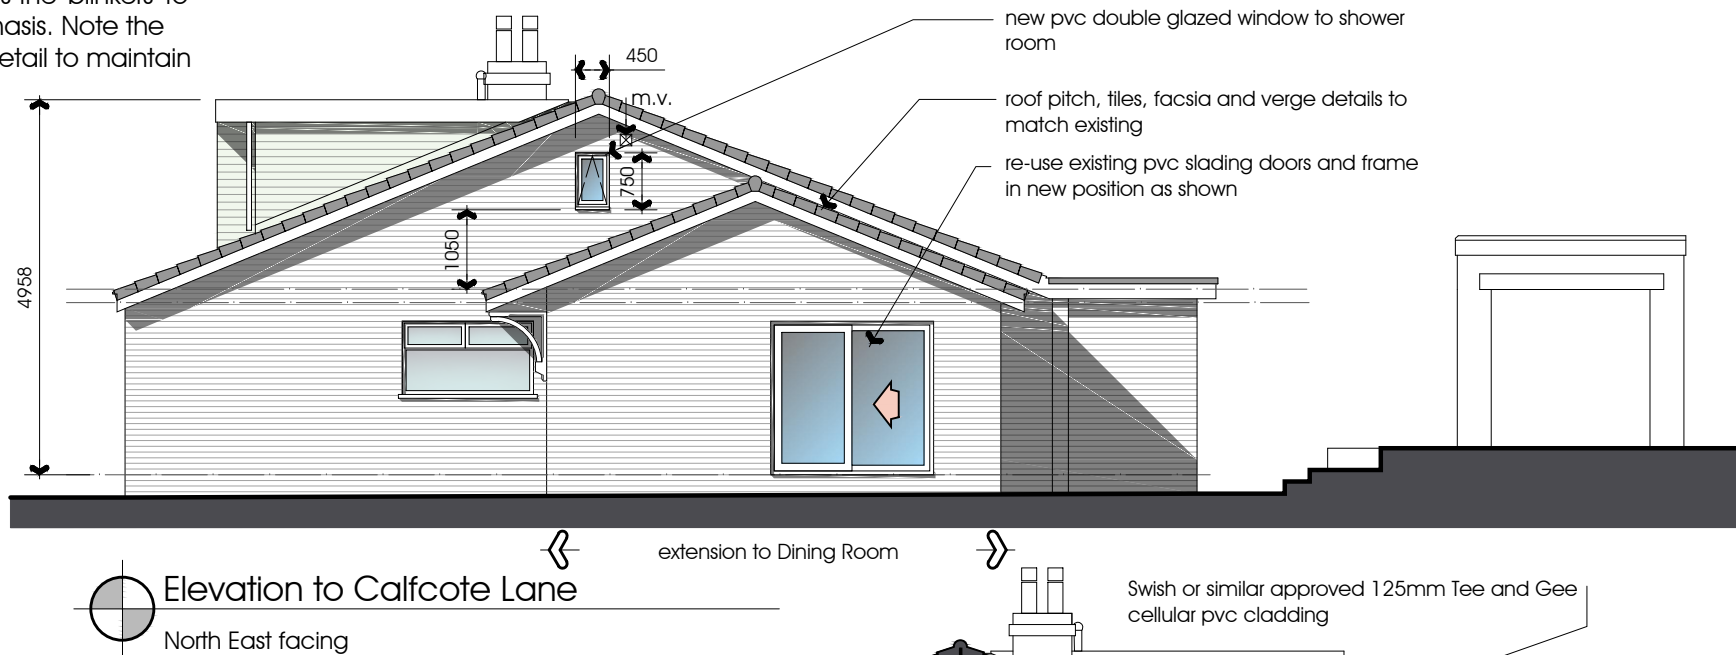 s the blinkers to
hasis. Note the
etail to maintain
new pvc double glazed window to shower
room
roof pitch, tiles, facsia and verge details to
match existing
re-use existing pvc slading doors and frame
in new position as shown
450
m.v.
750
1050
4958
extension to Dining Room
Elevation to Calfcote Lane
North East facing
Swish or similar approved 125mm Tee and Gee
cellular pvc cladding